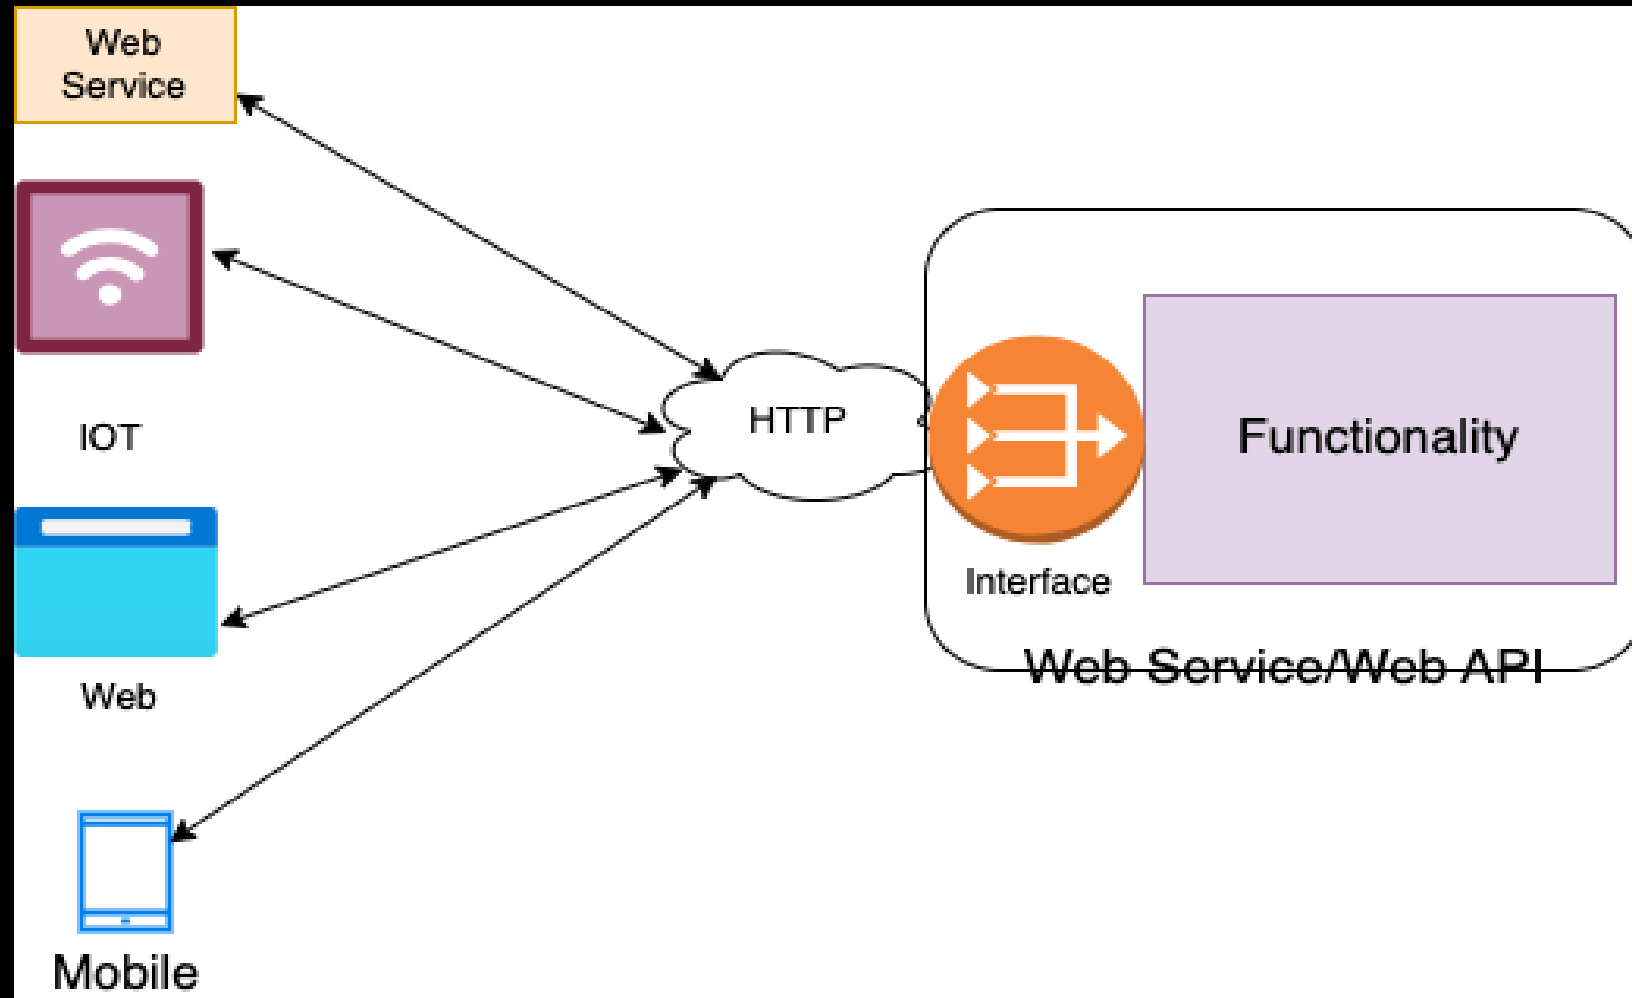 Web
Service
IOT
Web
Mobile
HTTP
Interface
Functionality
Web Service/Web API